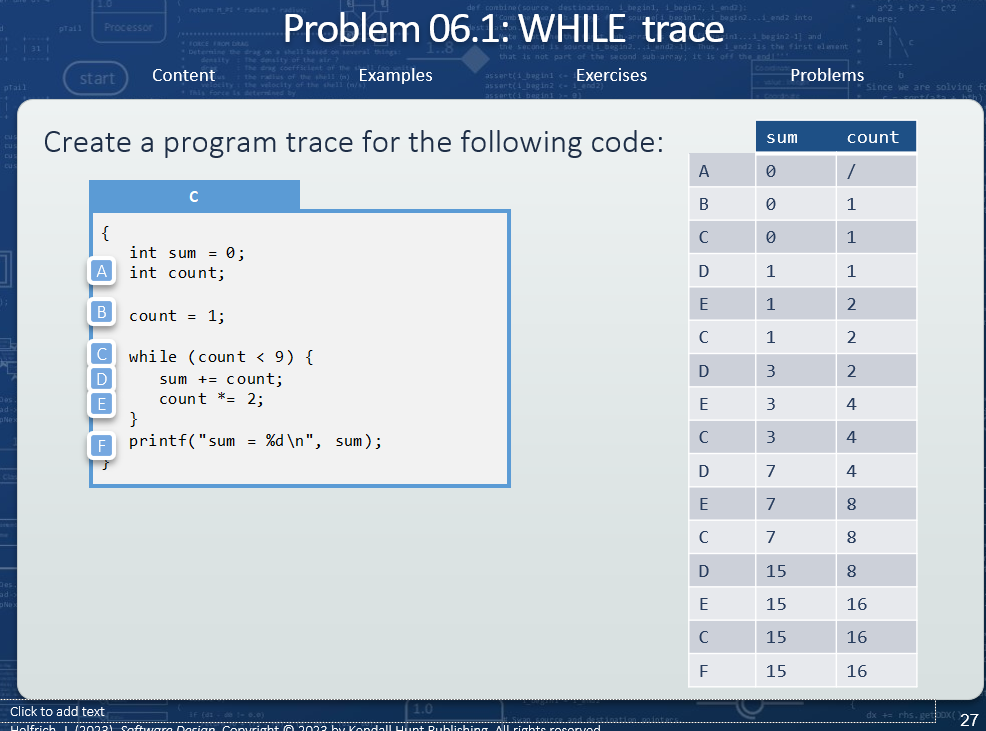 Problem 06.1: WHILE trace
start
Processor
Content Examples Exercises Problems
Create a program trace for the following code:
C
{
int sum = 0;
A int count;
B count = 1;
C while (count < 9) {
D sum += count;
E count *= 2;
}
F printf("sum = %d\n", sum);
}
sum count
A 0 /
B 0 1
C 0 1
D 1 1
E 1 2
C 1 2
D 3 2
E 3 4
C 3 4
D 7 4
E 7 8
C 7 8
D 15 8
E 15 16
C 15 16
F 15 16
Click to add text
Helfrich, J. (2023). Software Design. Copyright © 2023 by Kendall Hunt Publishing. All rights reserved.
27